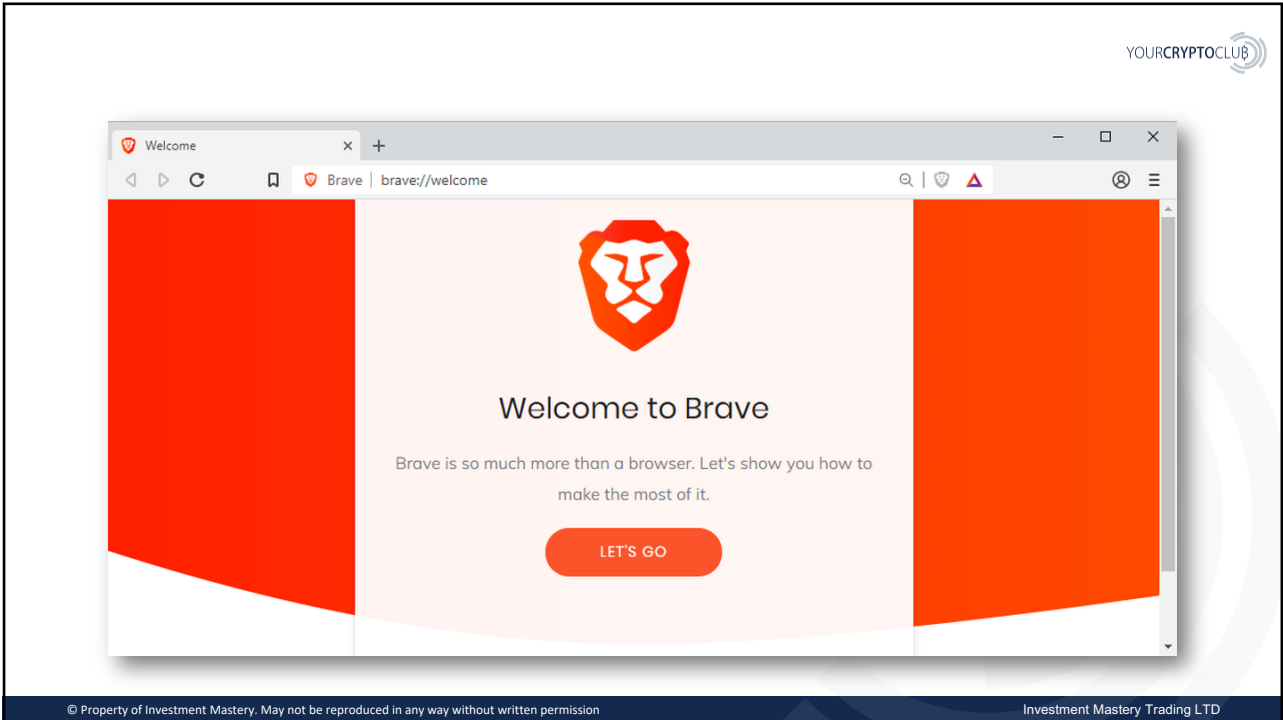 YOURCRYPTOCLUB
Welcome
Brave | brave://welcome
Welcome to Brave
Brave is so much more than a browser. Let's show you how to
make the most of it.
LET'S GO
© Property of Investment Mastery. May not be reproduced in any way without written permission
Investment Mastery Trading LTD